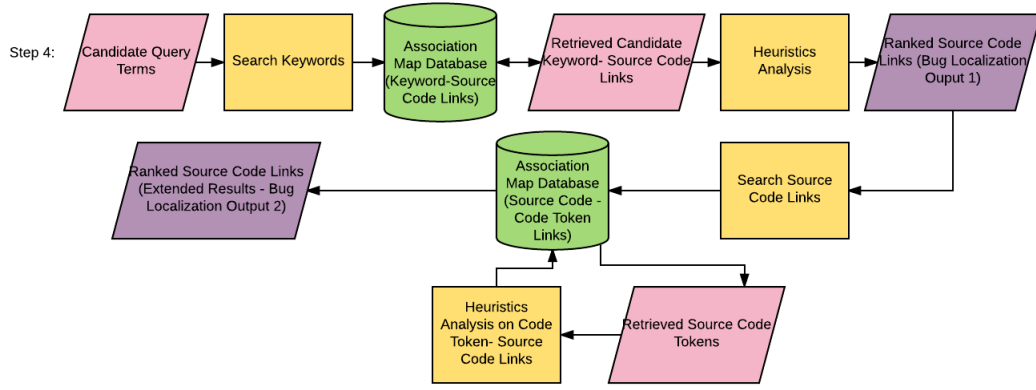 Step 4:
Candidate Query
Terms
Search Keywords
Association
Map Database
(Keyword-Source
Code Links)
Retrieved Candidate
Keyword- Source Code
Links
Heuristics
Analysis
Ranked Source Code
Links (Bug Localization
Ouput 1)
Ranked Source Code Links
(Extended Results - Bug
Localization Output 2)
Association
Map Database
(Source Code -
Code Token
Links)
Search Source
Code Links
Heuristics
Analysis on Code
Token- Source
Code Links
Retrieved Source Code
Tokens